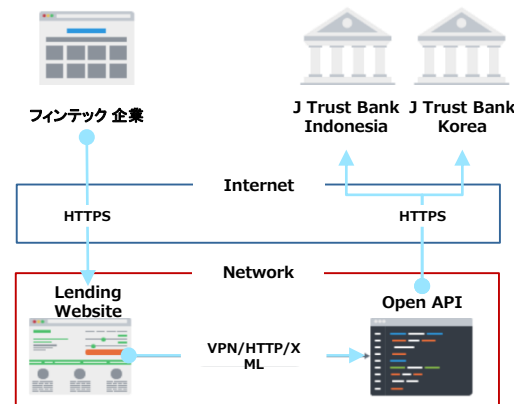 フィンテック 企業
J Trust Bank
Indonesia
J Trust Bank
Korea
Internet
HTTPS
HTTPS
Network
Lending
Website
Open API
VPN/HTTP/X
ML